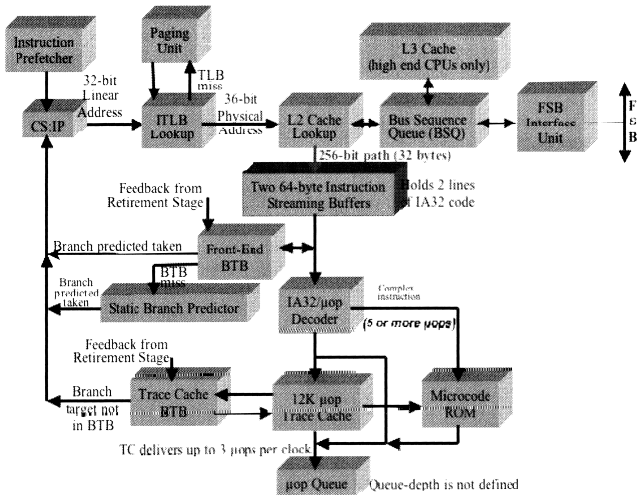 Instruction
Prefetcher
Paging
Unit
L3 Cache
(high end CPUs only)
32-bit
Linear
Address
TLB
miss
36-bit
Physical
Address
CS:IP
ITLB
Lookup
L2 Cache
Lookup
Bus Sequence
Queue (BSQ)
FSB
Interface
Unit
F
S
B
256-bit path (32 bytes)
Two 64-byte Instruction
Streaming Buffers
Holds 2 lines
of IA32 code
Feedback from
Retirement Stage
Branch predicted taken
Front-End
BTB
BTB
miss
Branch
predicted
taken
Static Branch Predictor
IA32/µop
Decoder
Complex
instruction
(5 or more µops)
Feedback from
Retirement Stage
Branch
target not
in BTB
Trace Cache
BTB
12K µop
Trace Cache
Microcode
ROM
TC delivers up to 3 µops per clock
µop Queue
Queue-depth is not defined